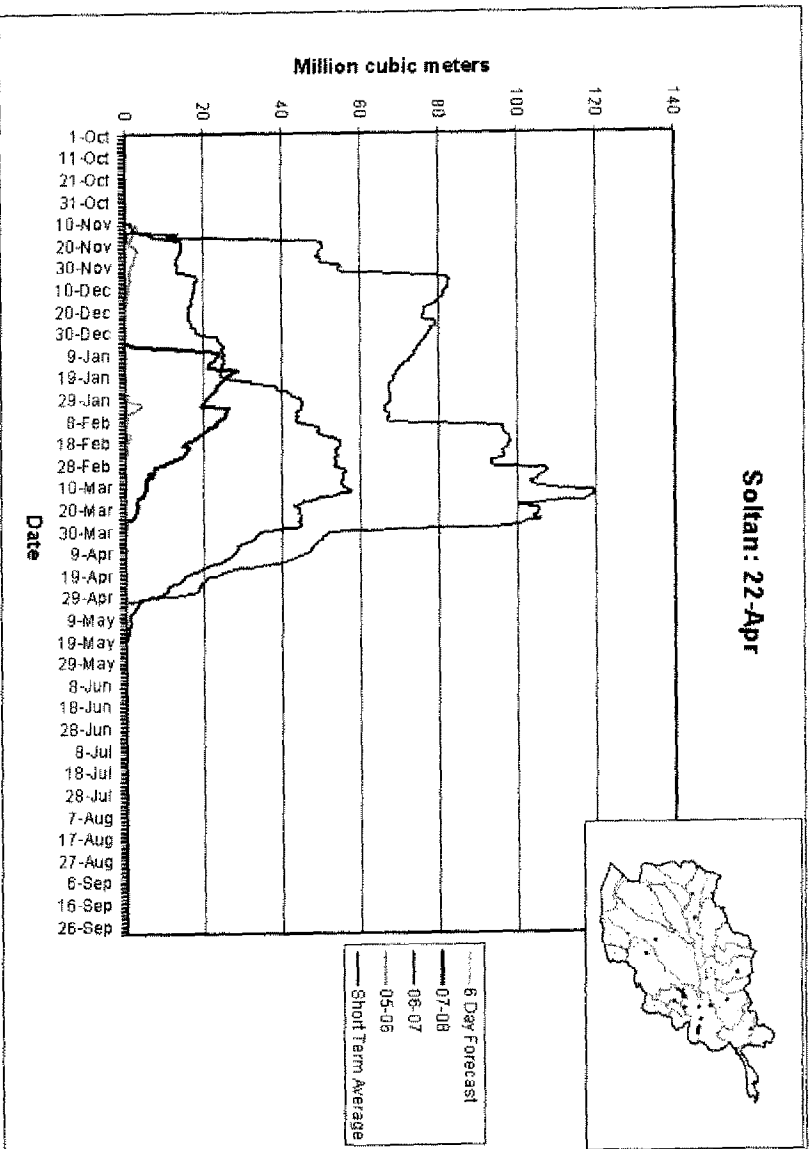 Soltan: 22-Apr
Million cubic meters
140
120
100
80
60
40
20
0
1-Oct
11-Oct
21-Oct
31-Oct
10-Nov
20-Nov
30-Nov
10-Dec
20-Dec
30-Dec
9-Jan
19-Jan
29-Jan
8-Feb
18-Feb
28-Feb
10-Mar
20-Mar
30-Mar
9-Apr
19-Apr
29-Apr
9-May
19-May
29-May
8-Jun
18-Jun
28-Jun
8-Jul
18-Jul
28-Jul
7-Aug
17-Aug
27-Aug
6-Sep
16-Sep
26-Sep
Date
6 Day Forecast
07-08
06-07
05-06
Short Term Average